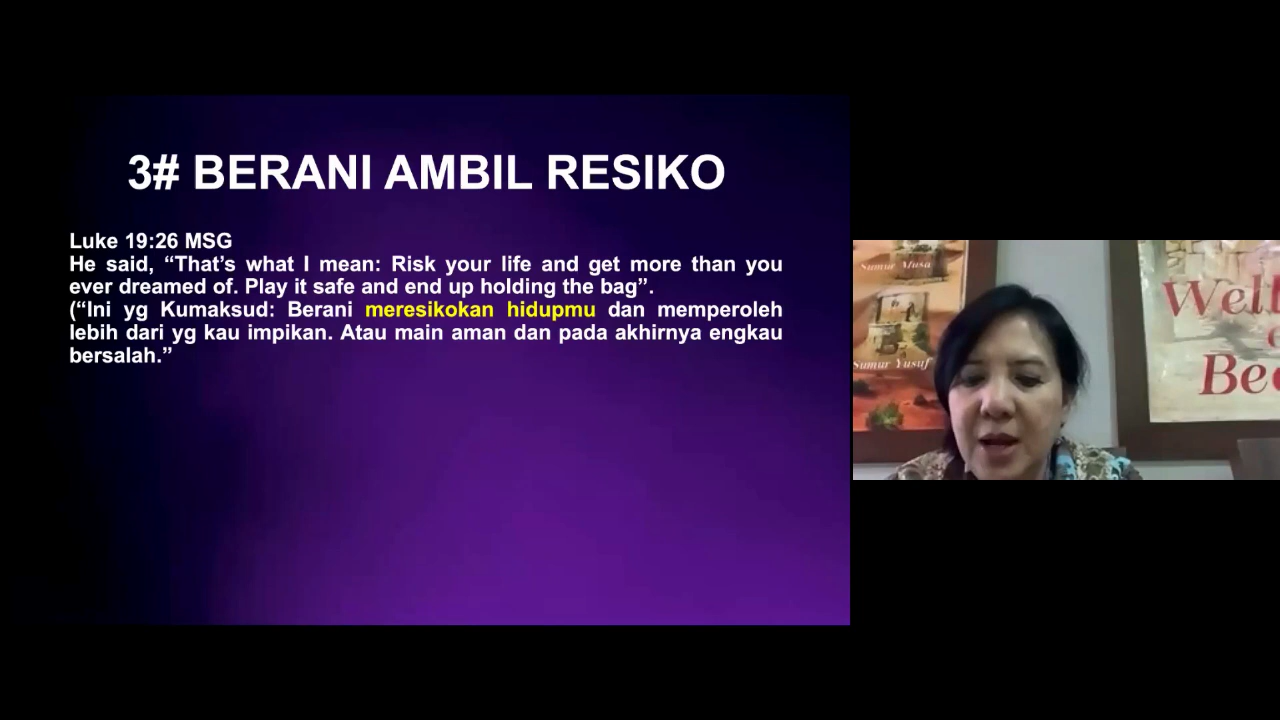 3# BERANI AMBIL RESIKO
Luke 19:26 MSG
He said, “That’s what I mean: Risk your life and get more than you
ever dreamed of. Play it safe and end up holding the bag”.
(“Ini yg Kumaksud: Berani meresikokan hidupmu dan memperoleh
lebih dari yg kau impikan. Atau main aman dan pada akhirnya engkau
bersalah.”
Sumur Musa
Sumur Yusuf